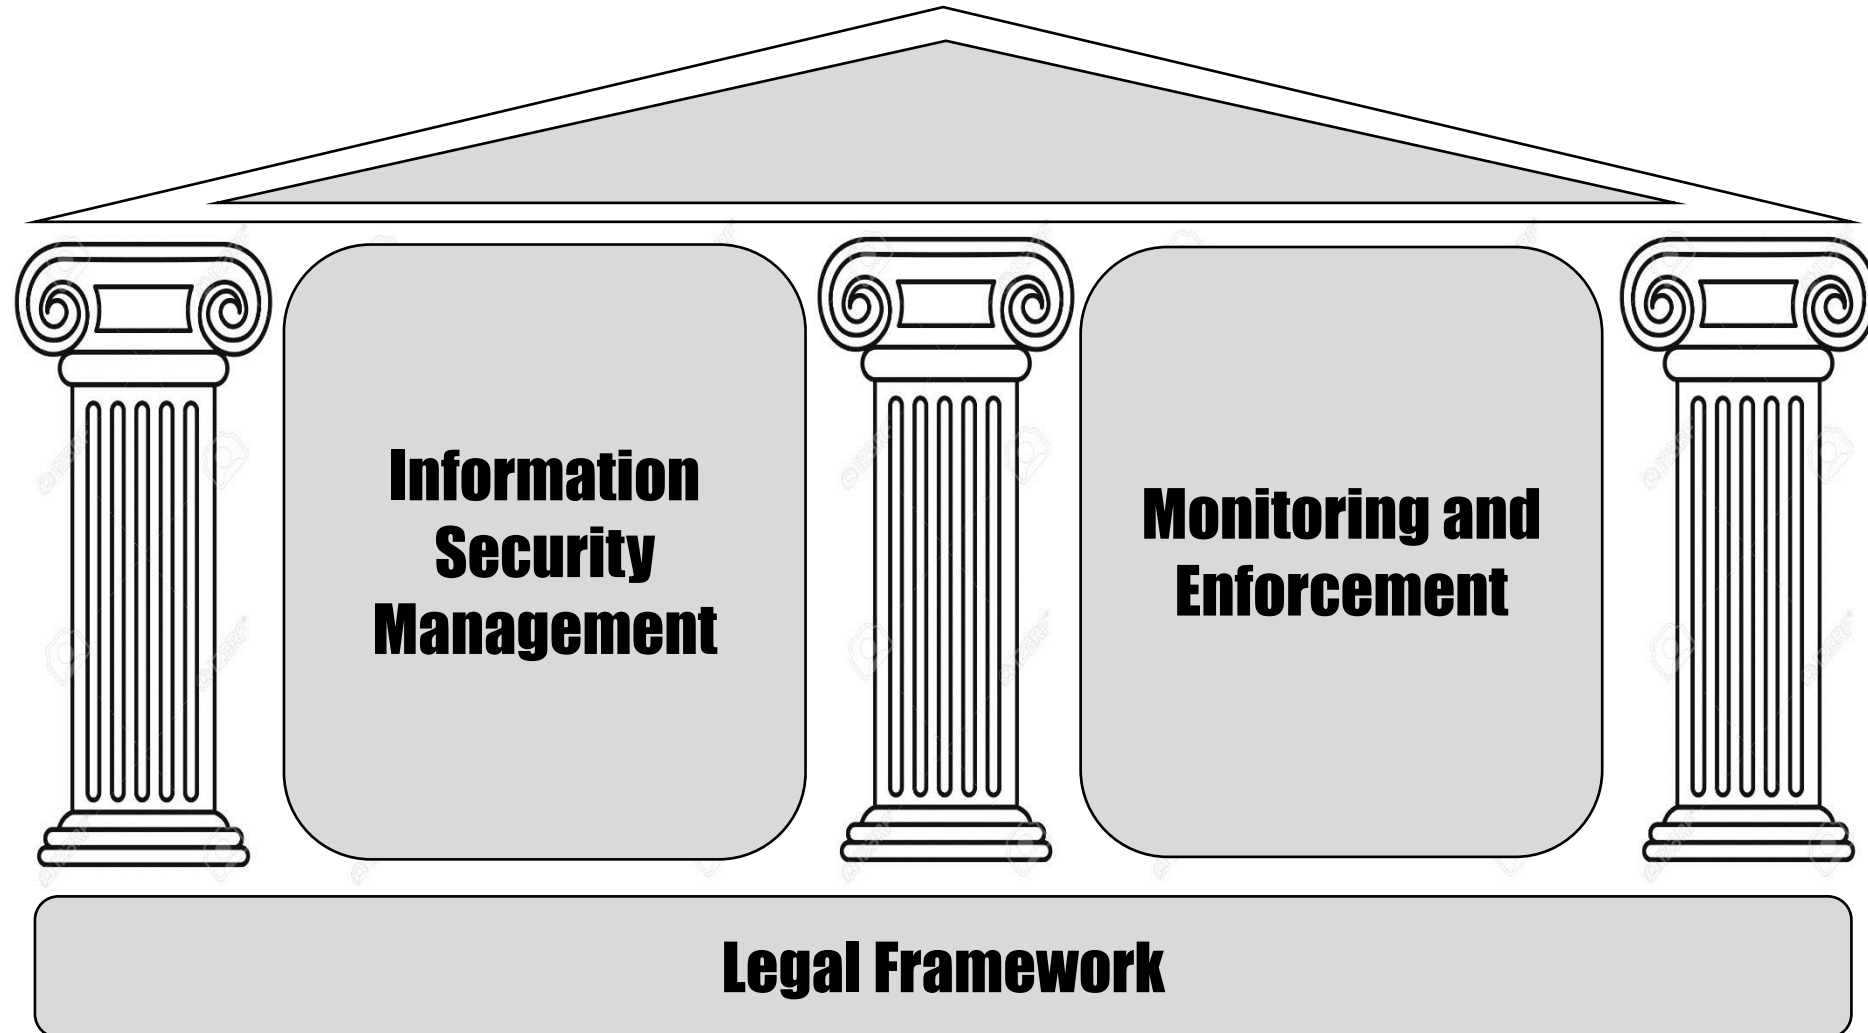 Information
Security
Management
Monitoring and
Enforcement
Legal Framework